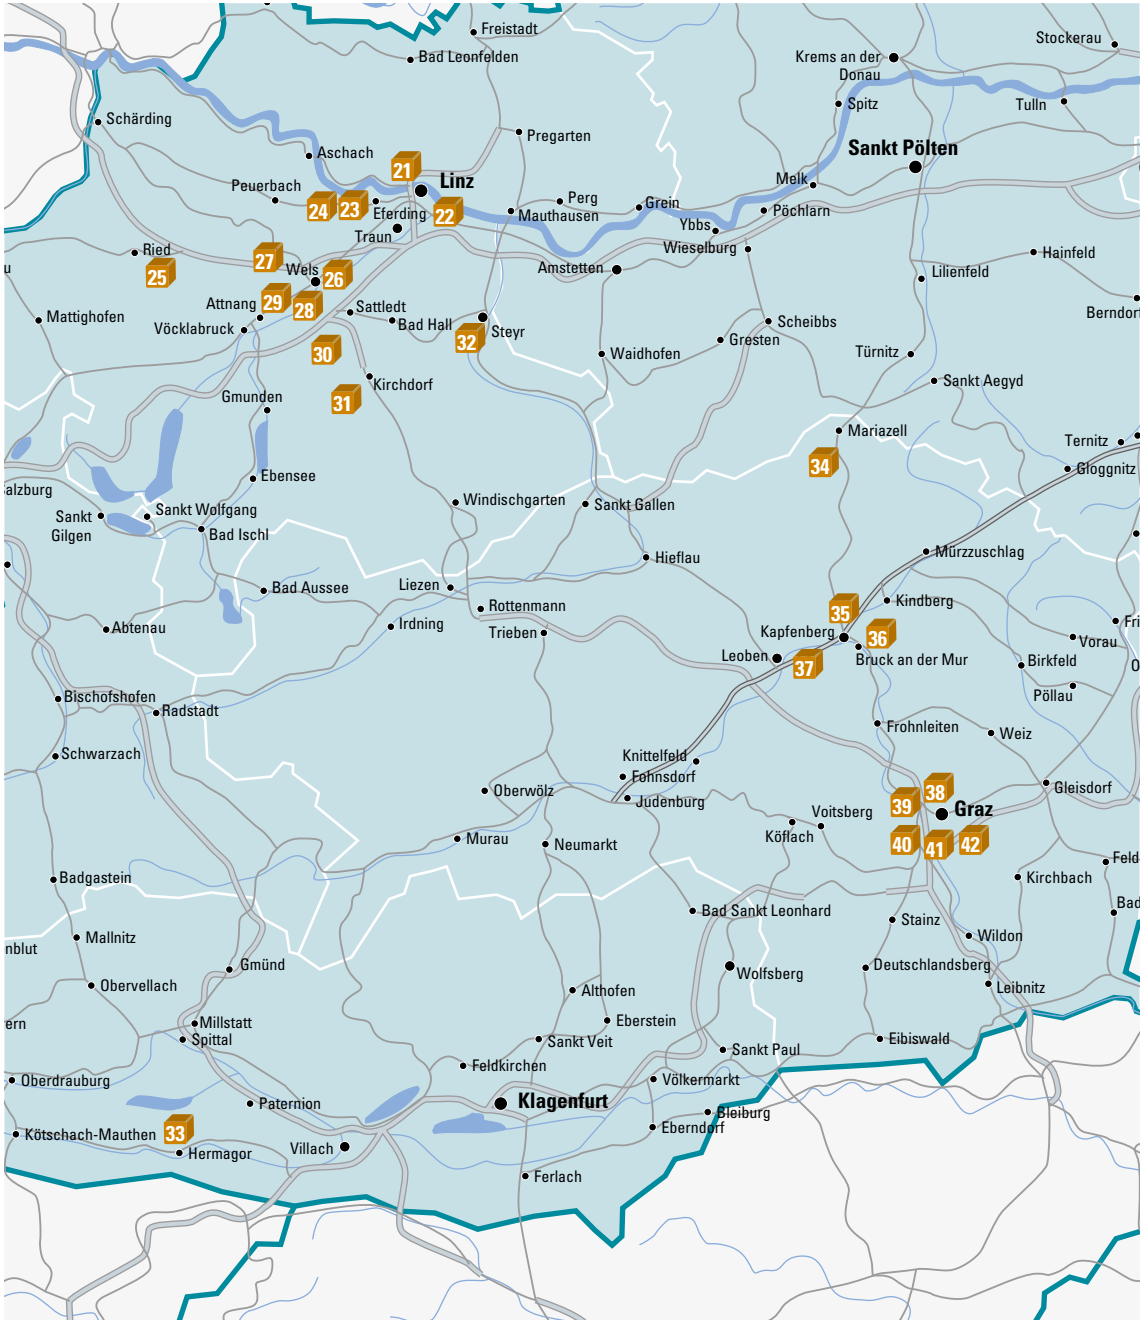 Freistadt
Stockerau
Bad Leonfelden
Krems an der
Donau
Spitz
Tulln
Schärding
Pregarten
Aschach
Sankt Pölten
21
Linz
Melk
Peuerbach
24
23
Eferding
22
Perg
Mauthausen
Grein
Pöchlarn
Traun
Ybbs
Wieselburg
Ried
25
27
Wels
26
Amstetten
Hainfeld
Lilienfeld
u
Attnang
29
28
Sattledt
Berndorf
Mattighofen
Vöcklabruck
Bad Hall
32
Steyr
Scheibbs
Gresten
30
Waidhofen
Türnitz
Kirchdorf
Sankt Aegyd
Gmunden
31
Mariazell
Ternitz
34
Gloggnitz
Ebensee
alzburg
Windischgarten
Sankt Gallen
Sankt
Gilgen
Sankt Wolfgang
Bad Ischl
Mürzzuschlag
Hieflau
Bad Aussee
Liezen
Rottenmann
35
Kindberg
Abtenau
Irdning
Trieben
Kapfenberg
36
Fri
Vorau
Leoben
37
Bruck an der Mur
Birkfeld
O
Bischofshofen
Pöllau
Radstadt
Frohnleiten
Weiz
Schwarzach
Knittelfeld
Fohnsdorf
Oberwölz
Judenburg
39
38
Graz
Gleisdorf
Voitsberg
Köflach
Murau
Neumarkt
40
41
42
Feld
Badgastein
Kirchbach
Bad Sankt Leonhard
Bad
Stainz
nblut
Mallnitz
Wildon
Gmünd
Wolfsberg
Deutschlandsberg
Obervellach
Althofen
Leibnitz
ern
Millstatt
Spittal
Eberstein
Sankt Veit
Eibiswald
Sankt Paul
Feldkirchen
Oberdrauburg
Völkermarkt
Paternion
Klagenfurt
Bleiburg
33
Kötschach-Mauthen
Eberndorf
Hermagor
Villach
Ferlach